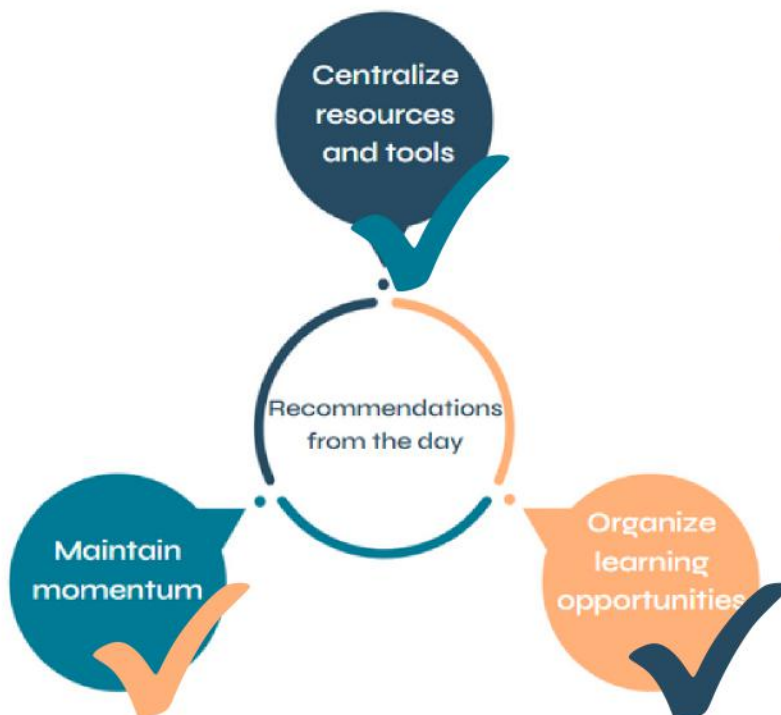 Centralize
resources
and tools
Recommendations
from the day
Maintain
momentum
Organize
learning
opportunities